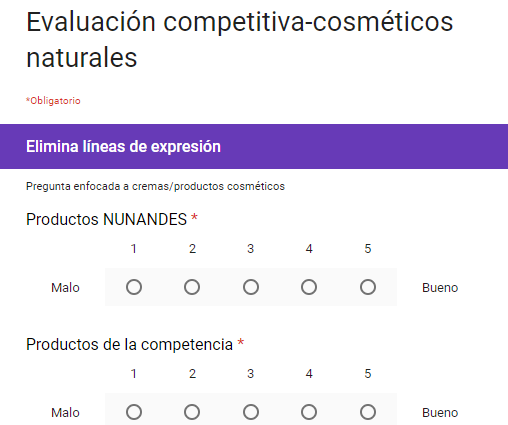 Evaluación competitiva-cosméticos
naturales
*Obligatorio
Elimina líneas de expresión
Pregunta enfocada a cremas/productos cosméticos
Productos NUNANDES *
1 2 3 4 5
Malo Bueno
Productos de la competencia *
1 2 3 4 5
Malo Bueno